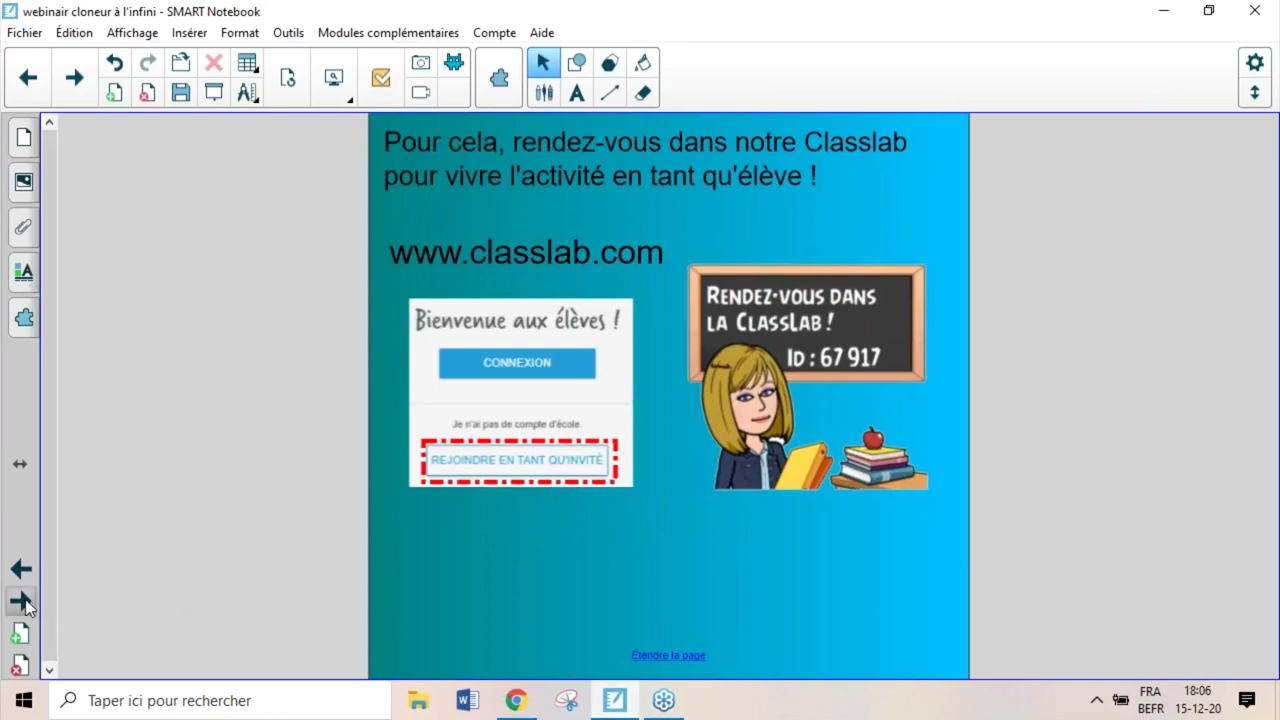 webinair cloneur à l'infini - SMART Notebook
Fichier Édition Affichage Insérer Format Outils Modules complémentaires Compte Aide
Pour cela, rendez-vous dans notre Classlab
pour vivre l'activité en tant qu'élève !
www.classlab.com
Bienvenue aux élèves !
CONNEXION
Je n'ai pas de compte d'école.
REJOINDRE EN TANT QU'INVITÉ
RENDEZ-VOUS DANS
LA CLASSLAB !
ID : 67 917
Étendre la page
Taper ici pour rechercher
FRA
BEFR
18:06
15-12-20